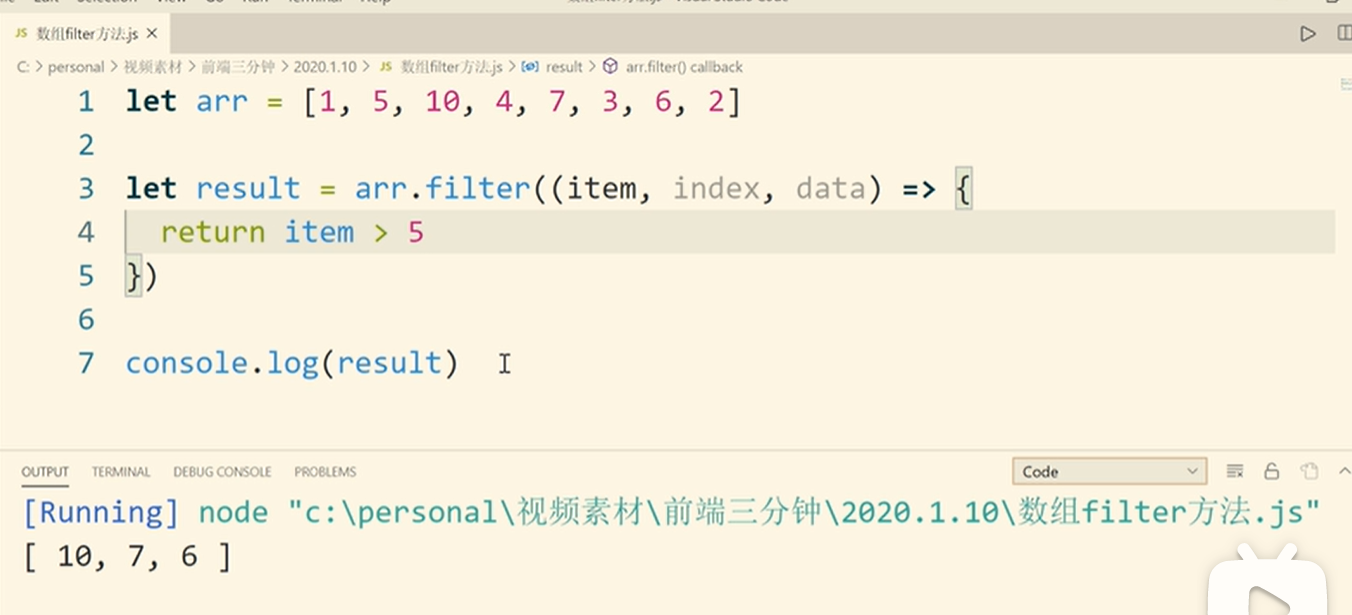 JS 数组filter方法.js ×
C: > personal > 视频素材 > 前端三分钟 > 2020.1.10 > JS 数组filter方法.js > result > arr.filter() callback
1 let arr = [1, 5, 10, 4, 7, 3, 6, 2]
2
3 let result = arr.filter((item, index, data) => {
4 return item > 5
5 })
6
7 console.log(result)
OUTPUT TERMINAL DEBUG CONSOLE PROBLEMS Code
[Running] node "c:\personal\视频素材\前端三分钟\2020.1.10\数组filter方法.js"
[ 10, 7, 6 ]